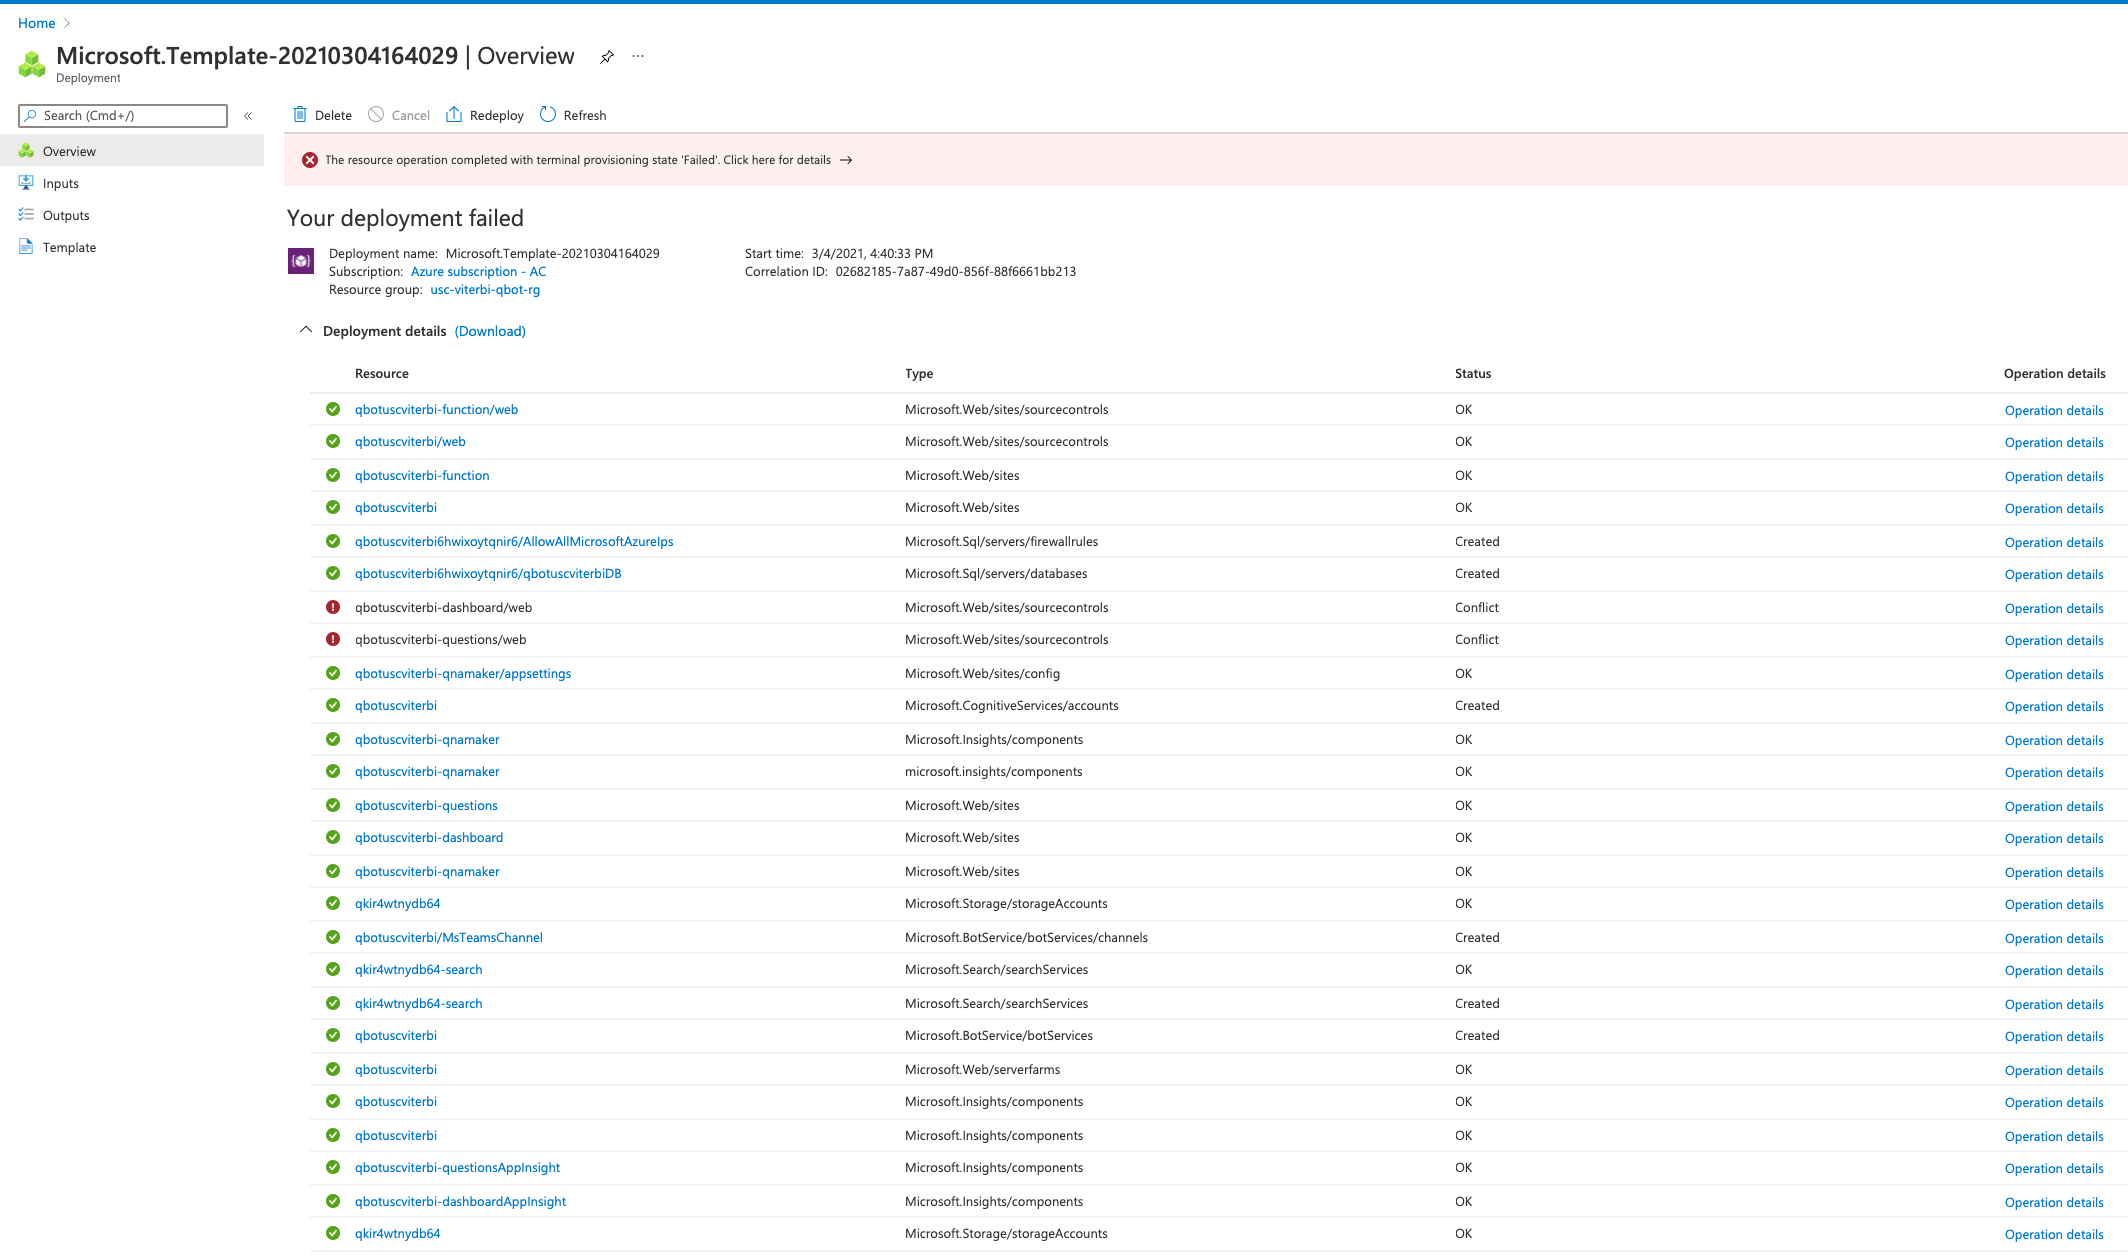 Home
Microsoft.Template-20210304164029 | Overview
Deployment
Search (Cmd+/)
Delete Cancel Redeploy Refresh
Overview
Inputs
Outputs
Template
The resource operation completed with terminal provisioning state 'Failed'. Click here for details →
Your deployment failed
Deployment name: Microsoft.Template-20210304164029 Start time: 3/4/2021, 4:40:33 PM
Subscription: Azure subscription - AC Correlation ID: 02682185-7a87-49d0-856f-88f6661bb213
Resource group: usc-viterbi-qbot-rg
Deployment details (Download)
Resource Type Status Operation details
qbotuscviterbi-function/web Microsoft.Web/sites/sourcecontrols OK Operation details
qbotuscviterbi/web Microsoft.Web/sites/sourcecontrols OK Operation details
qbotuscviterbi-function Microsoft.Web/sites OK Operation details
qbotuscviterbi Microsoft.Web/sites OK Operation details
qbotuscviterbi6hwixoytqnir6/AllowAllMicrosoftAzureIps Microsoft.Sql/servers/firewallrules Created Operation details
qbotuscviterbi6hwixoytqnir6/qbotuscviterbiDB Microsoft.Sql/servers/databases Created Operation details
qbotuscviterbi-dashboard/web Microsoft.Web/sites/sourcecontrols Conflict Operation details
qbotuscviterbi-questions/web Microsoft.Web/sites/sourcecontrols Conflict Operation details
qbotuscviterbi-qnamaker/appsettings Microsoft.Web/sites/config OK Operation details
qbotuscviterbi Microsoft.CognitiveServices/accounts Created Operation details
qbotuscviterbi-qnamaker Microsoft.Insights/components OK Operation details
qbotuscviterbi-qnamaker microsoft.insights/components OK Operation details
qbotuscviterbi-questions Microsoft.Web/sites OK Operation details
qbotuscviterbi-dashboard Microsoft.Web/sites OK Operation details
qbotuscviterbi-qnamaker Microsoft.Web/sites OK Operation details
qkir4wtnydb64 Microsoft.Storage/storageAccounts OK Operation details
qbotuscviterbi/MsTeamsChannel Microsoft.BotService/botServices/channels Created Operation details
qkir4wtnydb64-search Microsoft.Search/searchServices OK Operation details
qkir4wtnydb64-search Microsoft.Search/searchServices Created Operation details
qbotuscviterbi Microsoft.BotService/botServices Created Operation details
qbotuscviterbi Microsoft.Web/serverfarms OK Operation details
qbotuscviterbi Microsoft.Insights/components OK Operation details
qbotuscviterbi Microsoft.Insights/components OK Operation details
qbotuscviterbi-questionsAppInsight Microsoft.Insights/components OK Operation details
qbotuscviterbi-dashboardAppInsight Microsoft.Insights/components OK Operation details
qkir4wtnydb64 Microsoft.Storage/storageAccounts OK Operation details